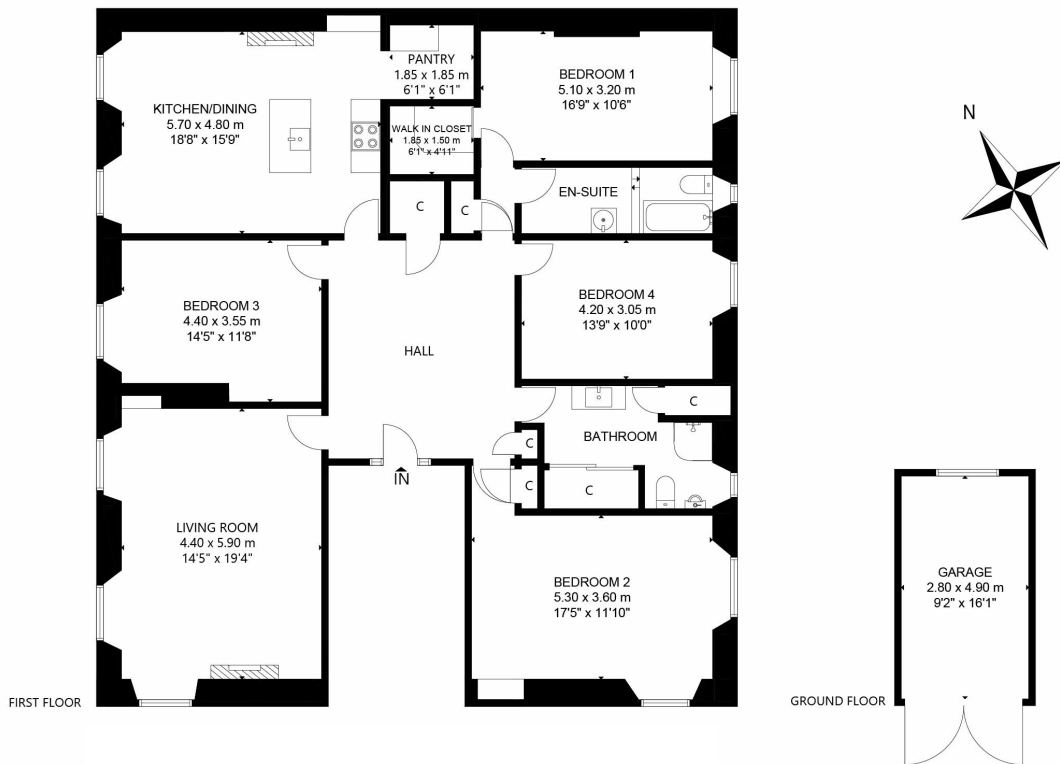 PANTRY
1.85 x 1.85 m
6'1" x 6'1"
BEDROOM 1
5.10 x 3.20 m
16'9" x 10'6"
KITCHEN/DINING
5.70 x 4.80 m
18'8" x 15'9"
WALK IN CLOSET
1.85 x 1.50 m
6'1" x 4'11"
N
EN-SUITE
C
C
BEDROOM 3
4.40 x 3.55 m
14'5" x 11'8"
BEDROOM 4
4.20 x 3.05 m
13'9" x 10'0"
HALL
C
BATHROOM
C
C
C
IN
LIVING ROOM
4.40 x 5.90 m
14'5" x 19'4"
BEDROOM 2
5.30 x 3.60 m
17'5" x 11'10"
GARAGE
2.80 x 4.90 m
9'2" x 16'1"
FIRST FLOOR
GROUND FLOOR